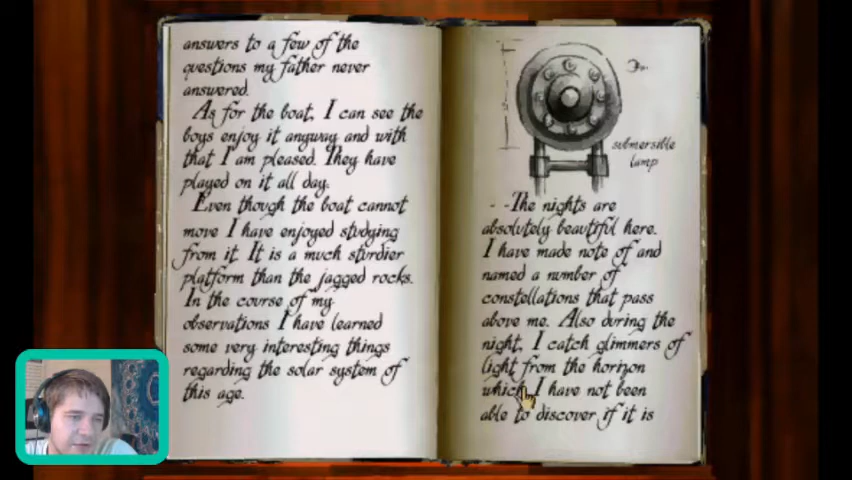 answers to a few of the
questions my father never
answered.
As for the boat, I can see the
boys enjoy it anyway and with
that I am pleased. They have
played on it all day.
Even though the boat cannot
move I have enjoyed studying
from it. It is a much sturdier
platform than the jagged rocks.
In the course of my
observations I have learned
some very interesting things
regarding the solar system of
this age.
submersible
lamp
- -The nights are
absolutely beautiful here.
I have made note of and
named a number of
constellations that pass
above me. Also during the
night, I catch glimmers of
light from the horizon
which I have not been
able to discover if it is